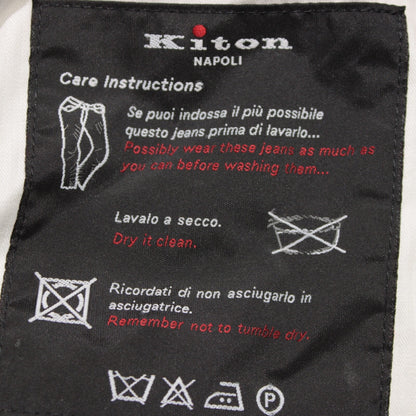 Kiton
NAPOLI
Care Instructions
Se puoi indossa il più possibile
questo jeans prima di lavarlo...
Possibly wear these jeans as much as
you can before washing them...
Lavalo a secco.
Dry it clean.
Ricordati di non asciugarlo in
asciugatrice.
Remember not to tumble dry.
P